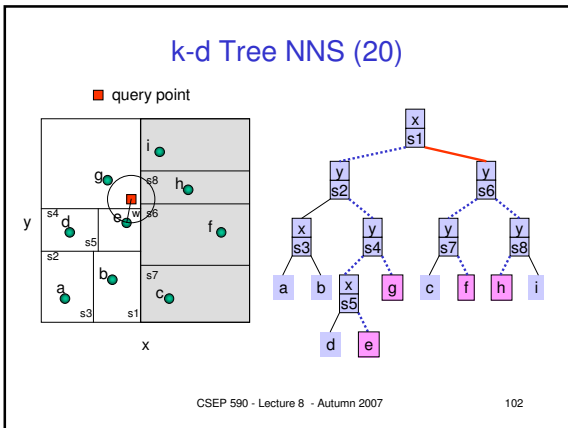 k-d Tree NNS (20)
query point
x
s1
y
s2
y
s6
x
s3
y
s4
y
s7
y
s8
a
b
x
s5
g
c
f
h
i
d
e
i
g
s8
h
s4
e
w
s6
d
f
y
s5
s2
b
s7
a
c
s3
s1
x
CSEP 590 - Lecture 8 - Autumn 2007
102